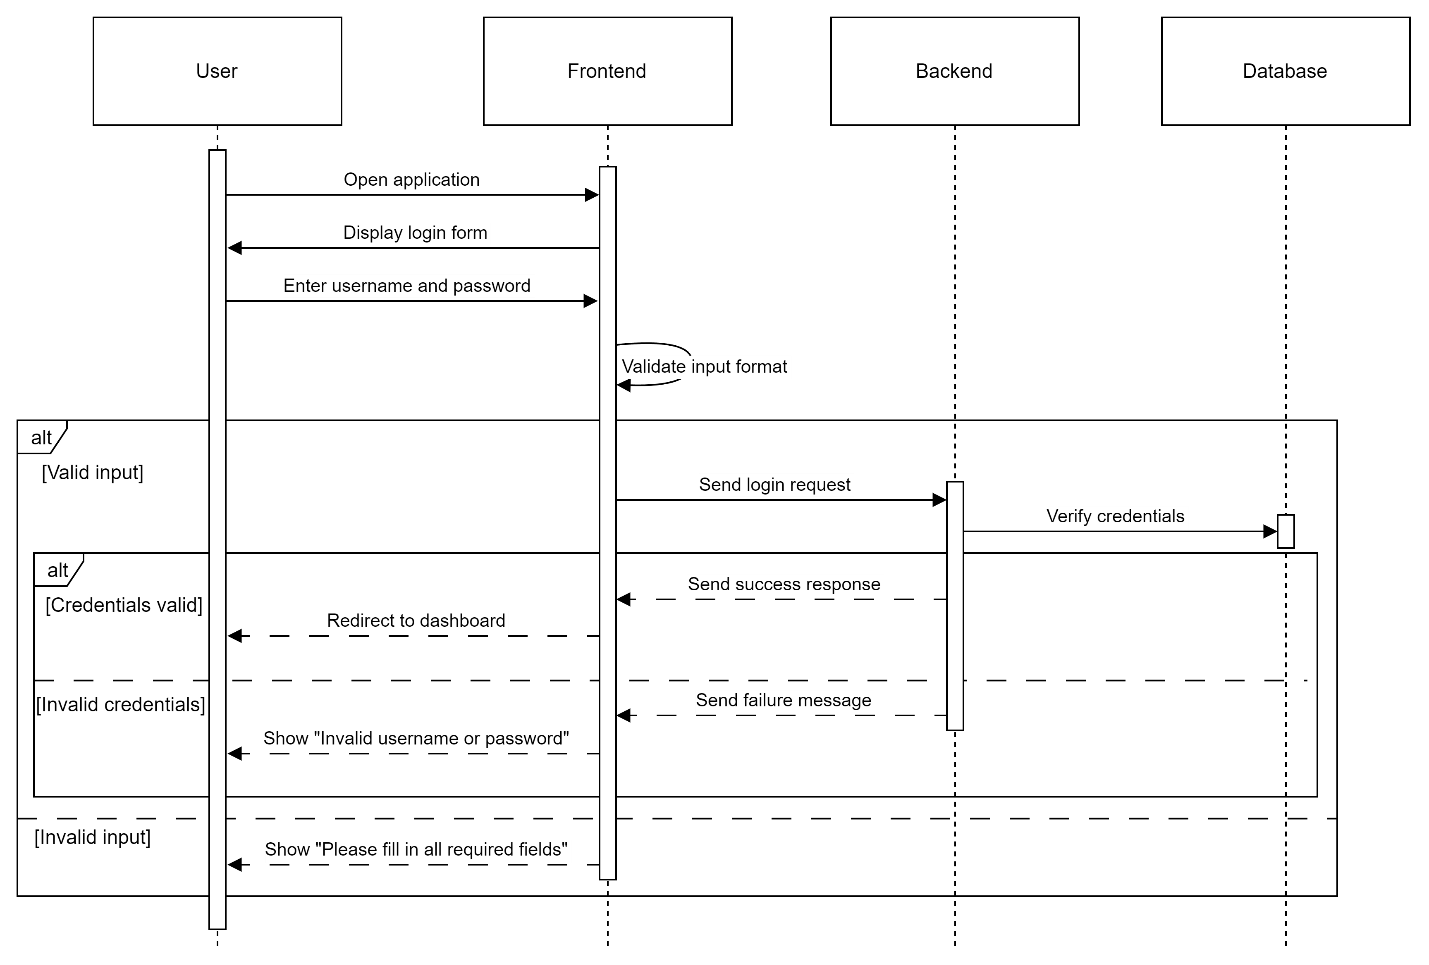 User
Frontend
Backend
Database
Open application
Display login form
Enter username and password
Validate input format
alt
[Valid input]
Send login request
Verify credentials
alt
[Credentials valid]
Send success response
Redirect to dashboard
[Invalid credentials]
Send failure message
Show "Invalid username or password"
[Invalid input]
Show "Please fill in all required fields"